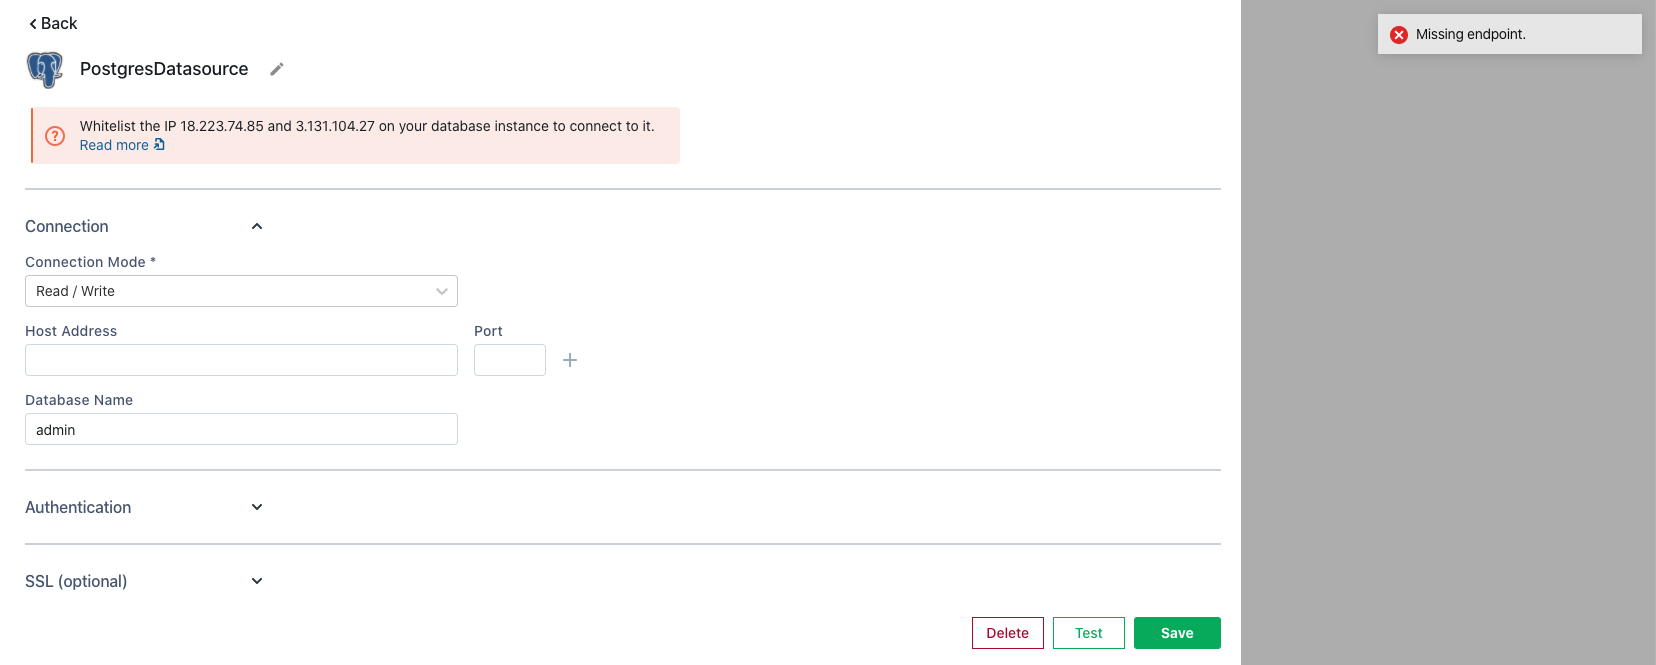 Back
Missing endpoint.
PostgresDatasource
Whitelist the IP 18.223.74.85 and 3.131.104.27 on your database instance to connect to it.
Read more
Connection
Connection Mode *
Read / Write
Host Address Port
Database Name
admin
Authentication
SSL (optional)
Delete Test Save